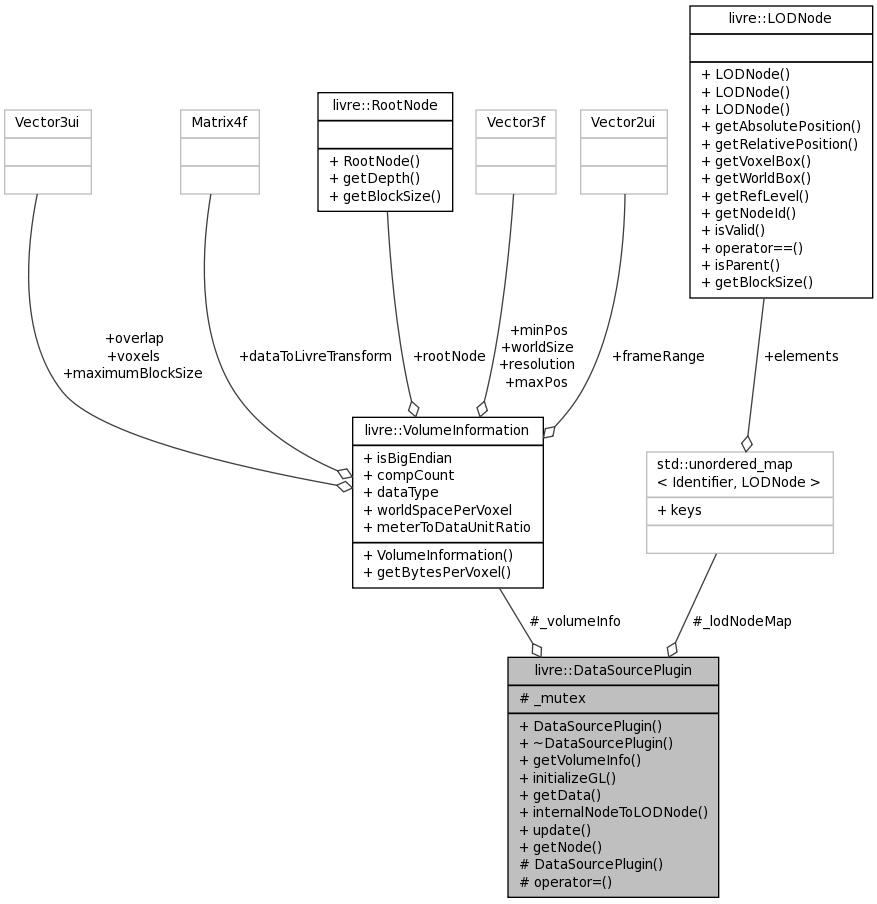 livre::LODNode
+ LODNode()
+ LODNode()
+ LODNode()
+ getAbsolutePosition()
+ getRelativePosition()
+ getVoxelBox()
+ getWorldBox()
+ getRefLevel()
+ getNodeId()
+ isValid()
+ operator==()
+ isParent()
+ getBlockSize()
Vector3ui
Matrix4f
livre::RootNode
+ RootNode()
+ getDepth()
+ getBlockSize()
Vector3f
Vector2ui
+overlap
+voxels
+maximumBlockSize
+dataToLivreTransform
+rootNode
+minPos
+worldSize
+resolution
+maxPos
+frameRange
+elements
livre::VolumeInformation
+ isBigEndian
+ compCount
+ dataType
+ worldSpacePerVoxel
+ meterToDataUnitRatio
+ VolumeInformation()
+ getBytesPerVoxel()
std::unordered_map
< Identifier, LODNode >
+ keys
#_volumeInfo
#_lodNodeMap
livre::DataSourcePlugin
# _mutex
+ DataSourcePlugin()
+ ~DataSourcePlugin()
+ getVolumeInfo()
+ initializeGL()
+ getData()
+ internalNodeToLODNode()
+ update()
+ getNode()
# DataSourcePlugin()
# operator=()